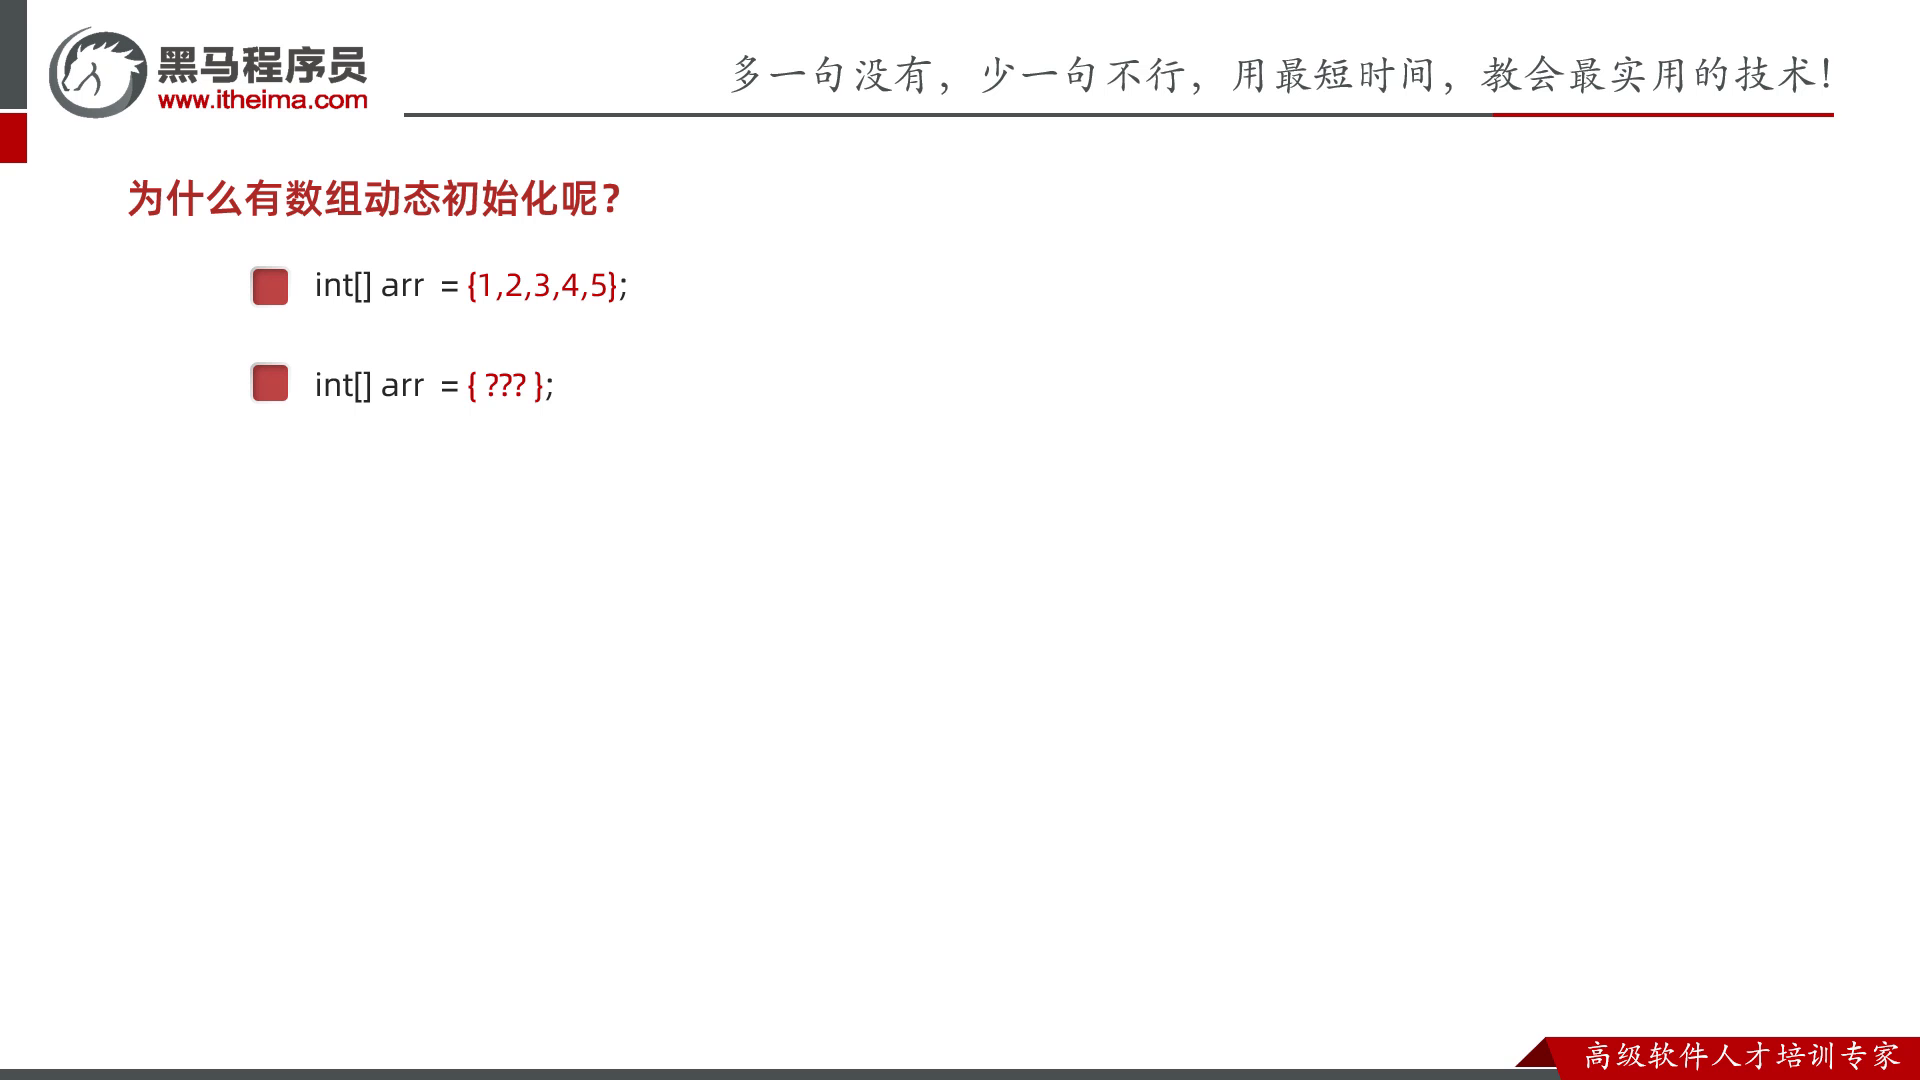 黑马程序员
www.itheima.com
多一句没有，少一句不行，用最短时间，教会最实用的技术！
为什么有数组动态初始化呢？
int[] arr = {1,2,3,4,5};
int[] arr = { ??? };
高级软件人才培训专家